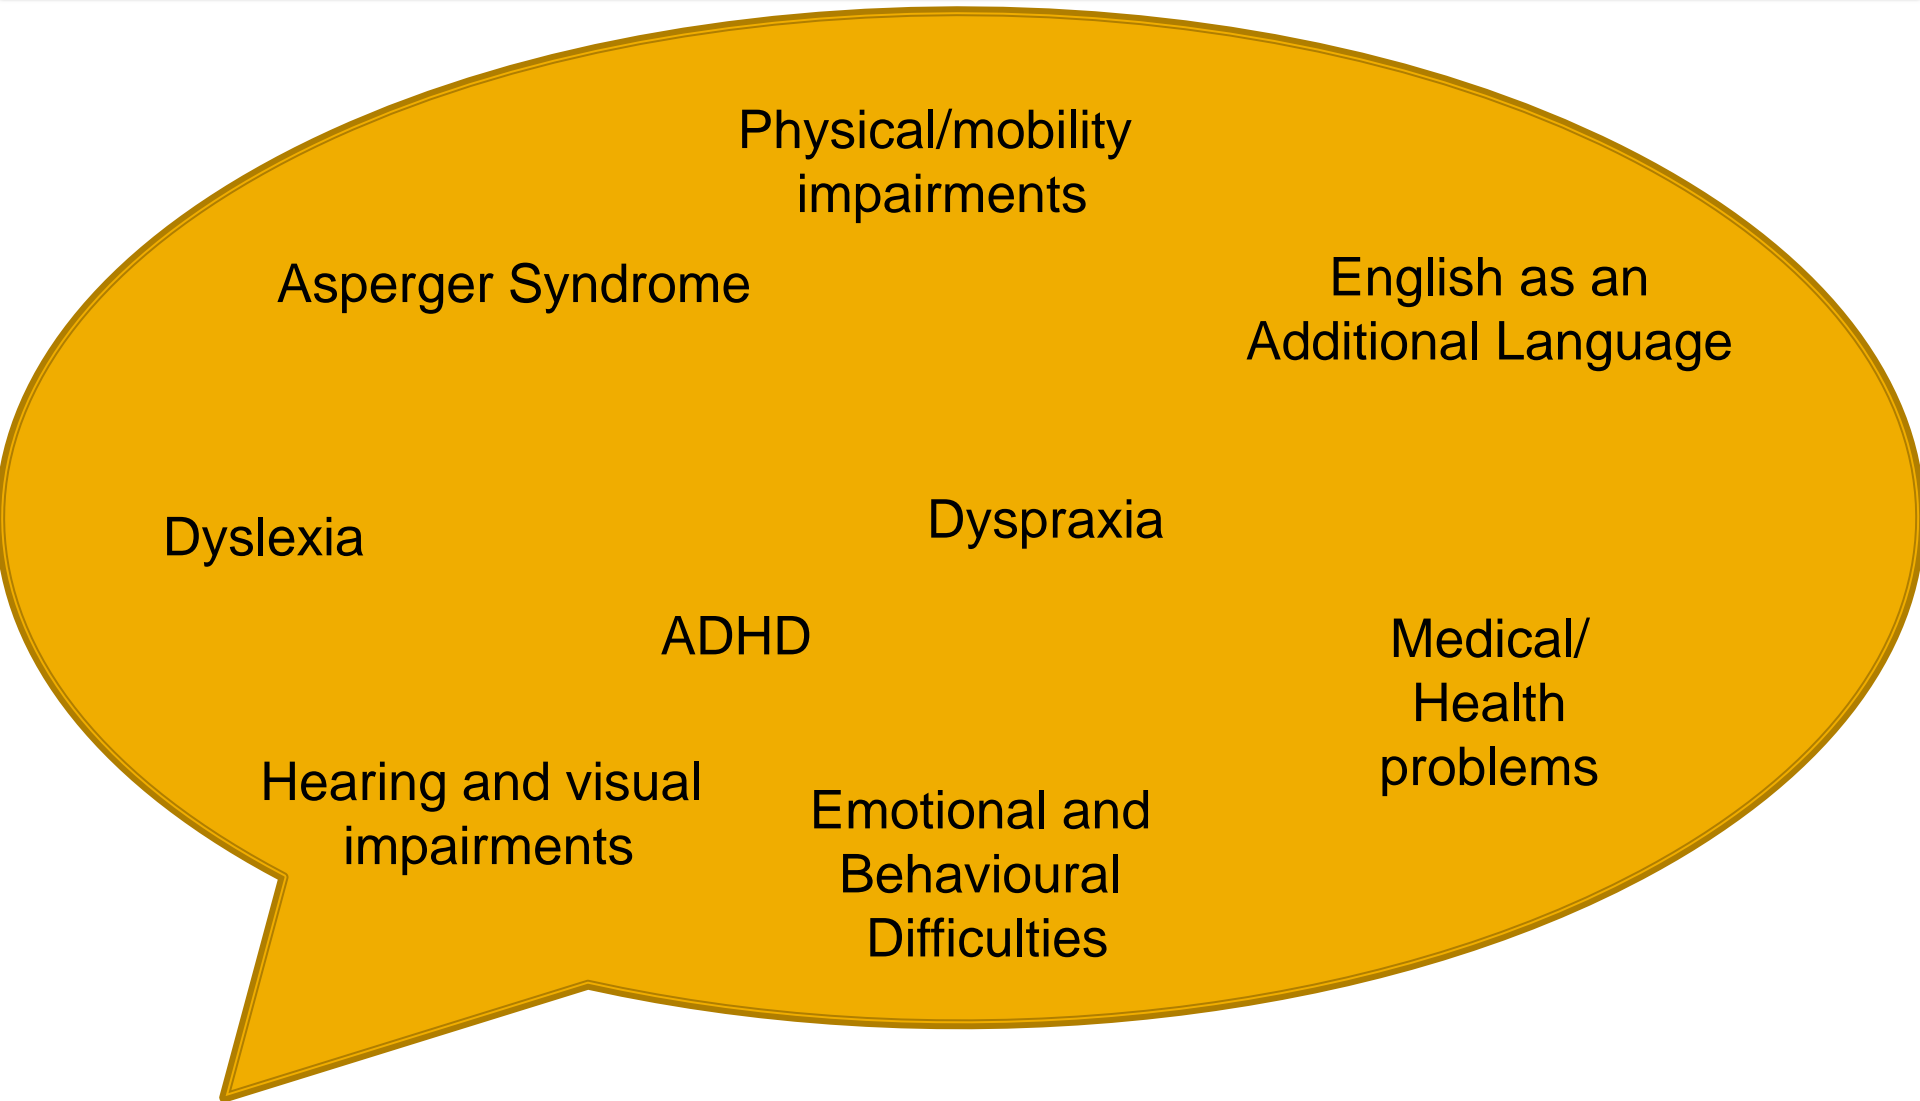 Physical/mobility
impairments
Asperger Syndrome
English as an
Additional Language
Dyslexia
Dyspraxia
ADHD
Medical/
Health
problems
Hearing and visual
impairments
Emotional and
Behavioural
Difficulties